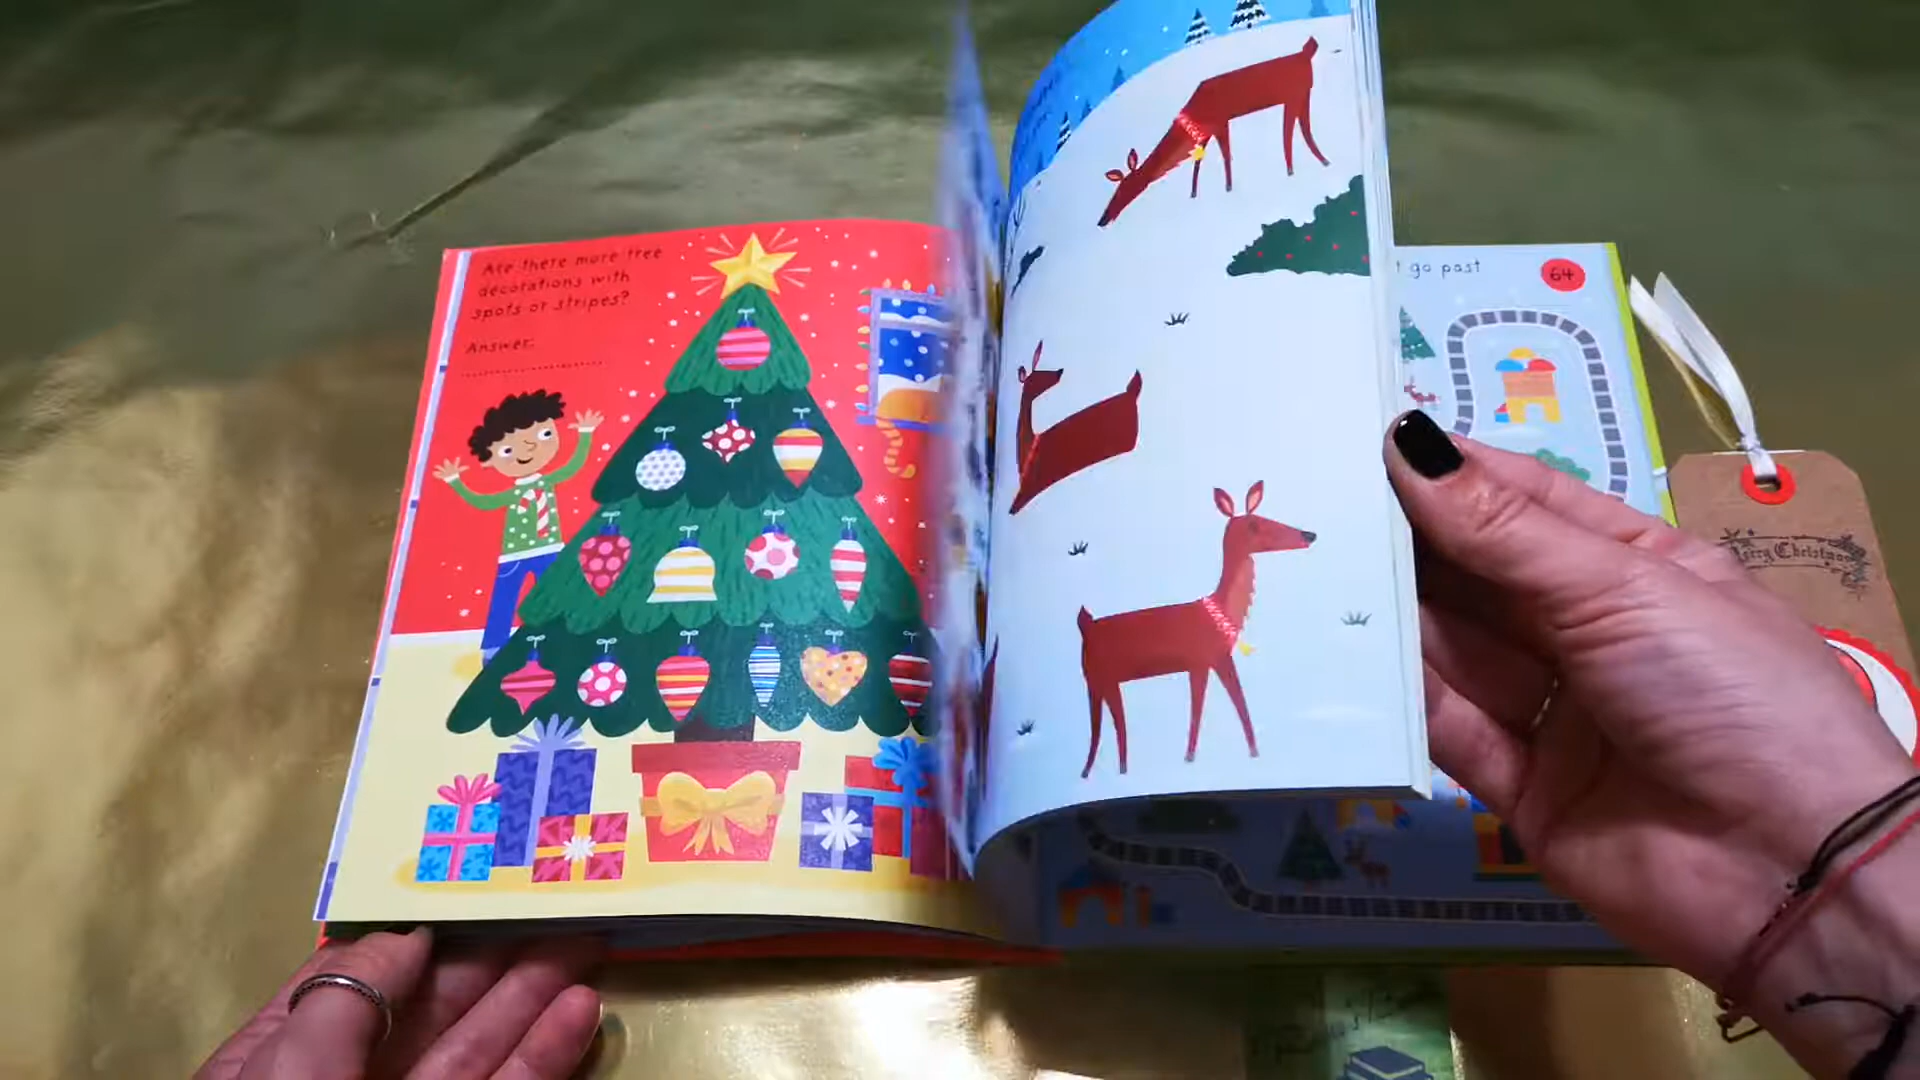 Are there more tree
decorations with
spots or stripes?
Answer:
go past
64
Merry Christmas